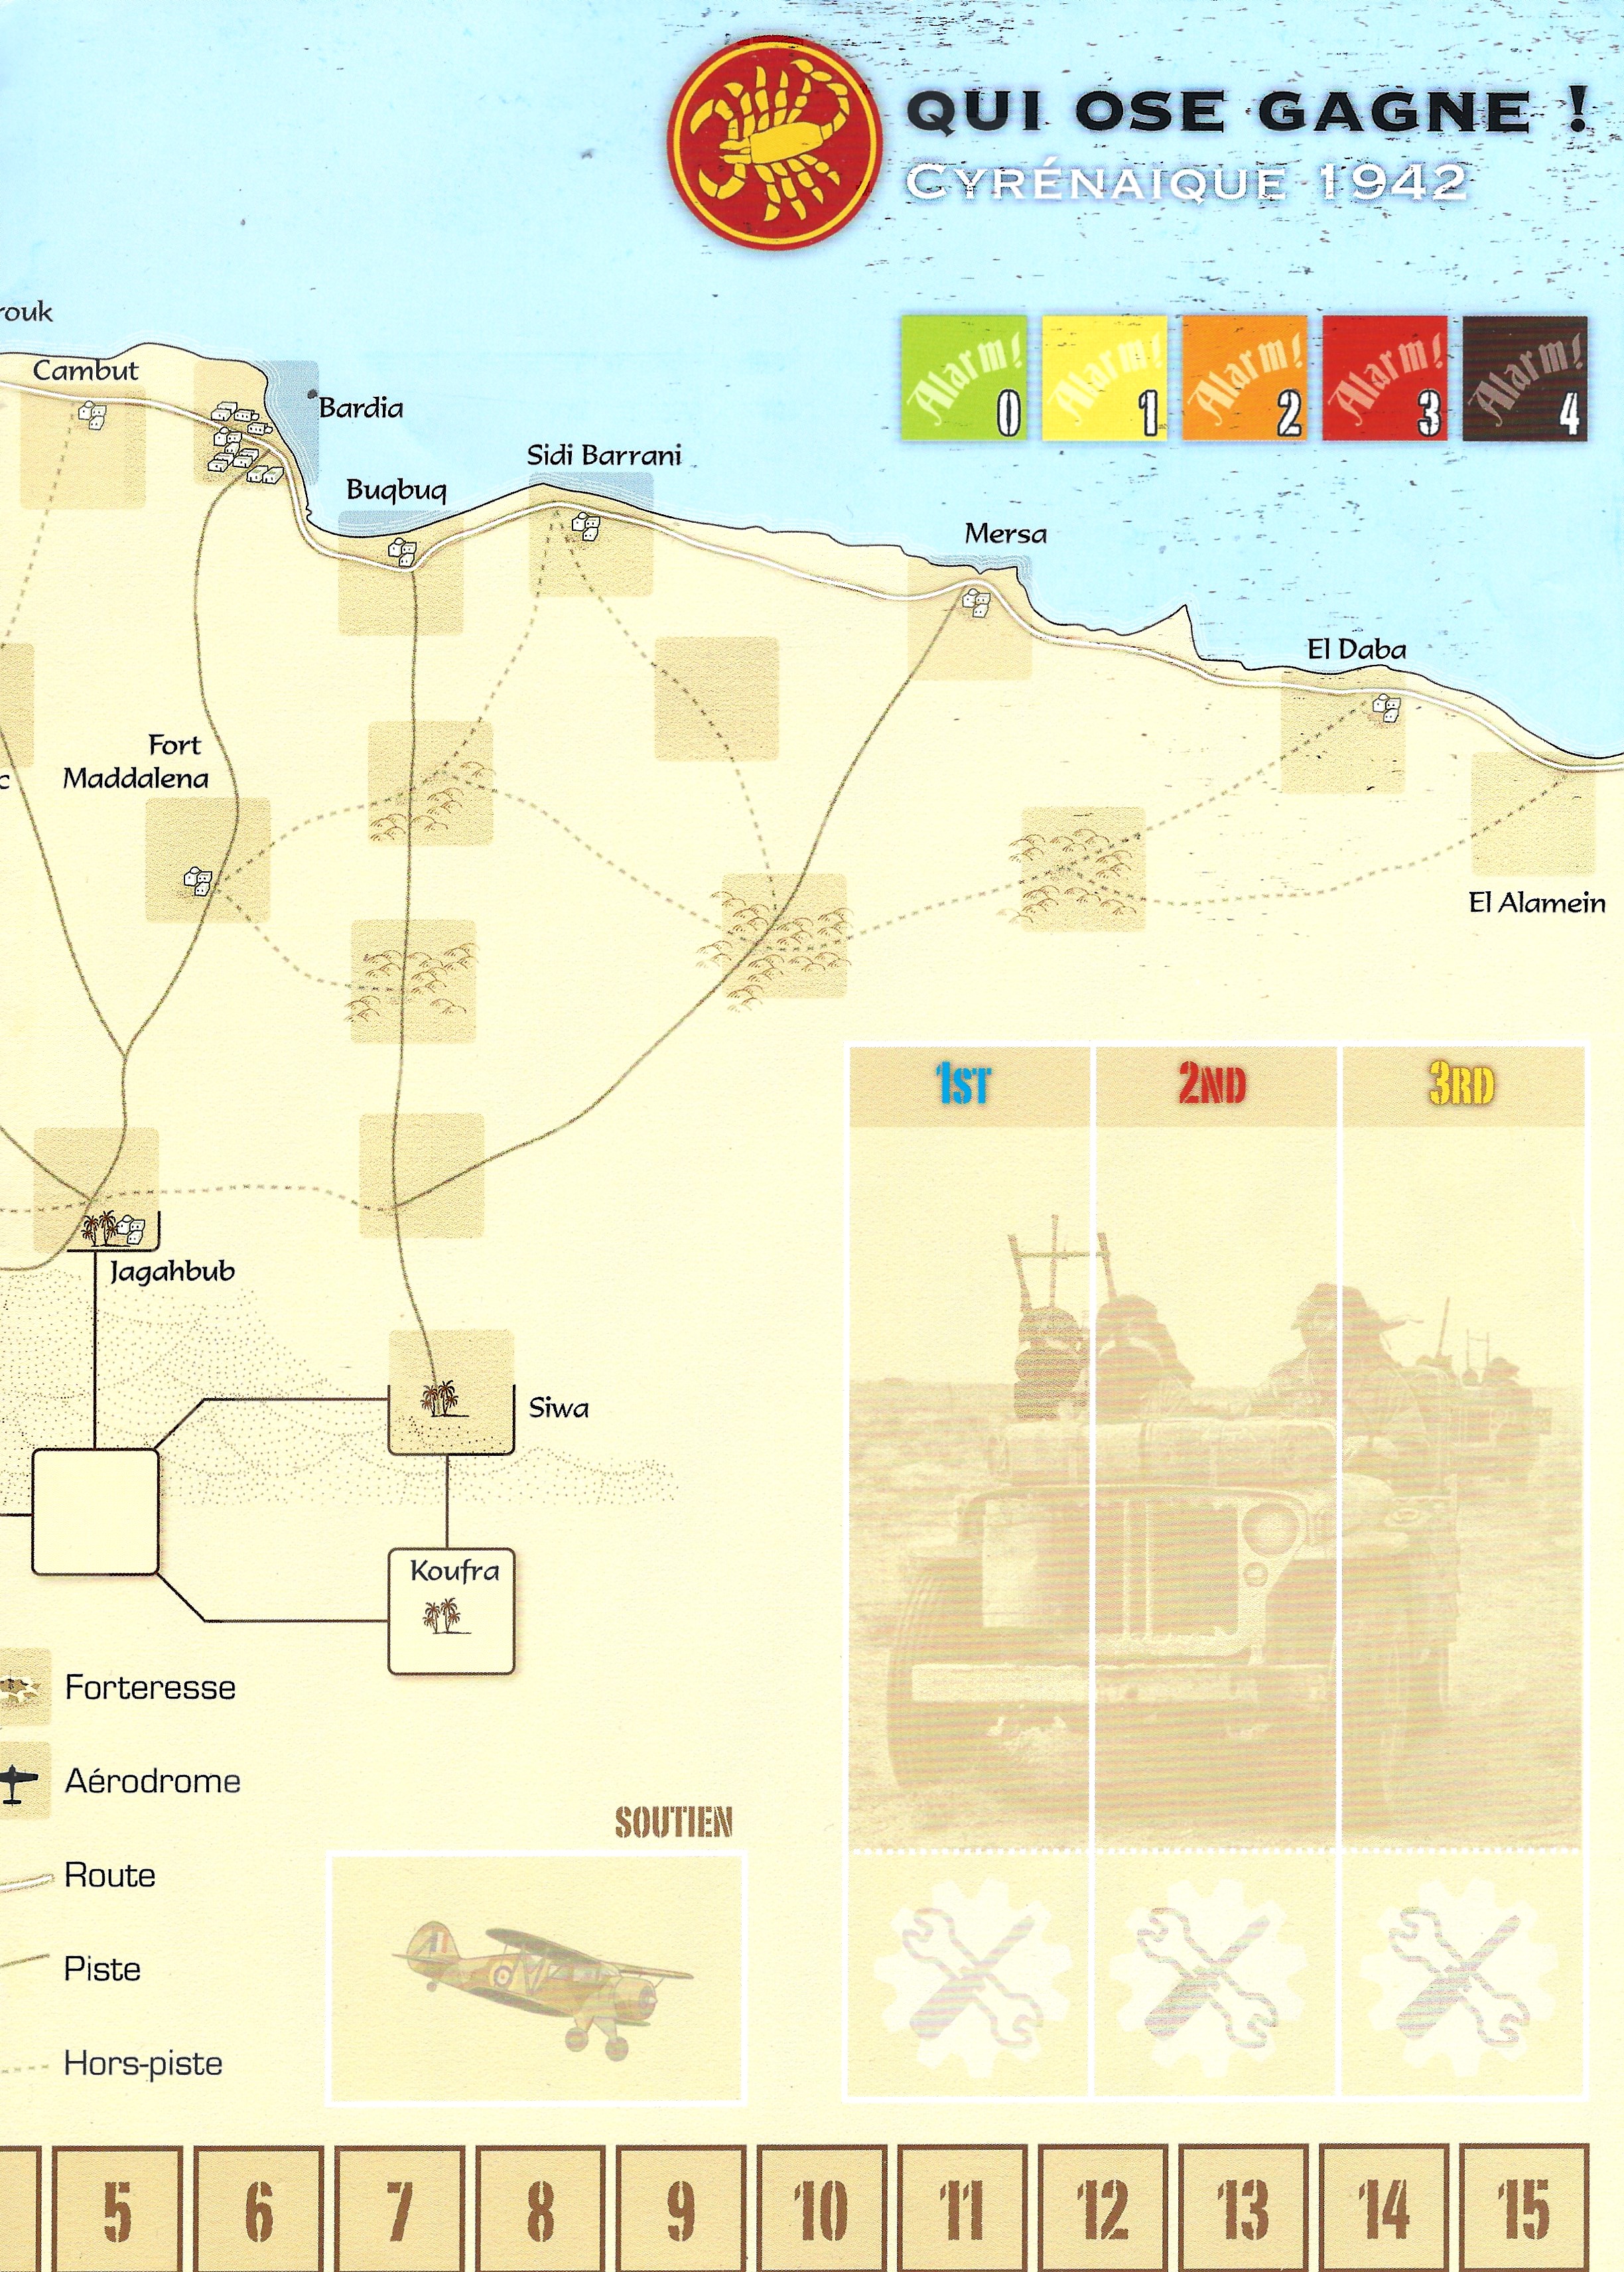 QUI OSE GAGNE !
CYRÉNAIQUE 1942
rouk
Alarm! 0
Alarm! 1
Alarm! 2
Alarm! 3
Alarm! 4
Cambut
Bardia
Sidi Barrani
Buqbuq
Mersa
El Daba
Fort
Maddalena
c
El Alamein
1ST
2ND
3RD
Jagahbub
Siwa
Koufra
Forteresse
Aérodrome
SOUTIEN
Route
Piste
Hors-piste
5
6
7
8
9
10
11
12
13
14
15